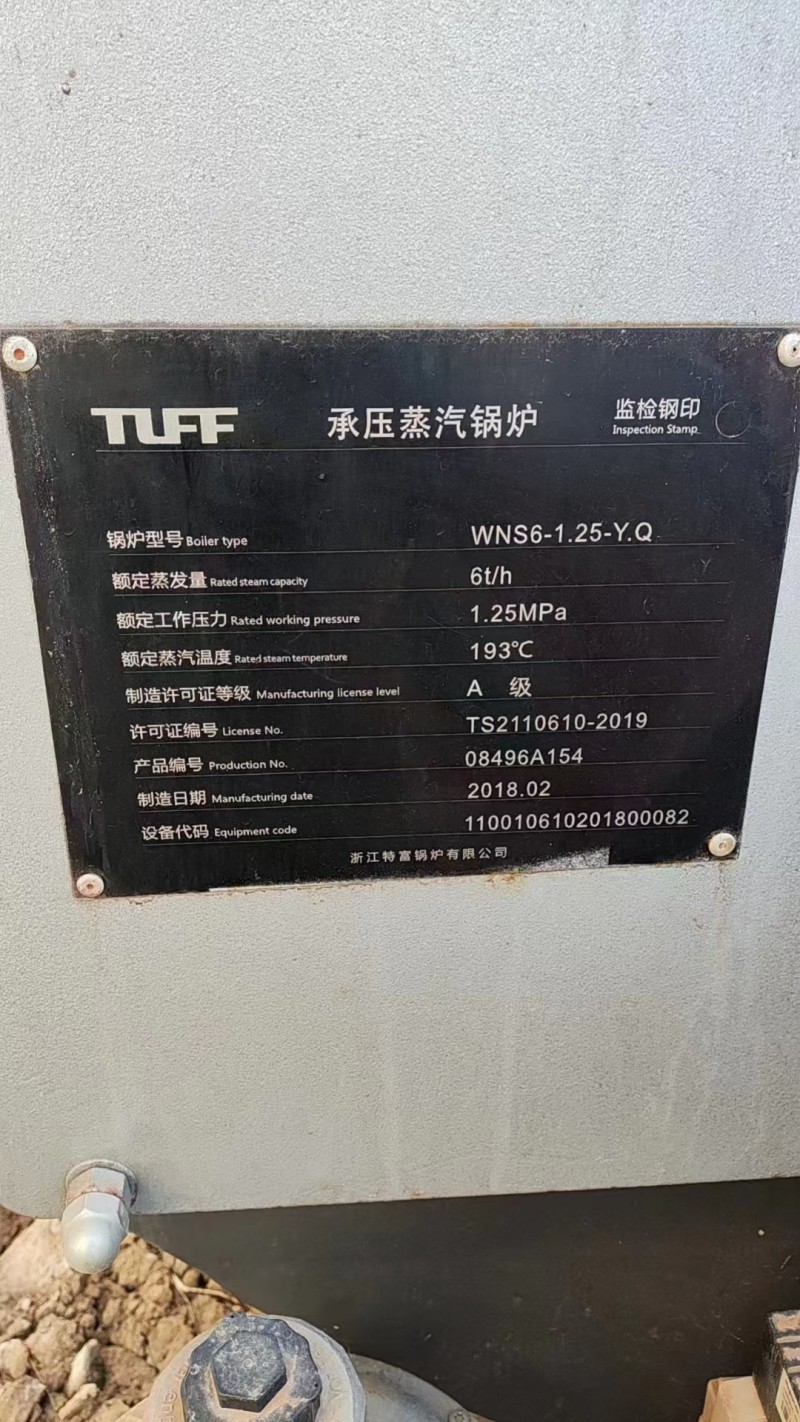 TUFF 承压蒸汽锅炉 监检钢印
Inspection Stamp
锅炉型号 Boiler type WNS6-1.25-Y.Q
额定蒸发量 Rated steam capacity 6t/h
额定工作压力 Rated working pressure 1.25MPa
额定蒸汽温度 Rated steam temperature 193℃
制造许可证等级 Manufacturing license level A 级
许可证编号 License No. TS2110610-2019
产品编号 Production No. 08496A154
制造日期 Manufacturing date 2018.02
设备代码 Equipment code 110010610201800082
浙江特富锅炉有限公司